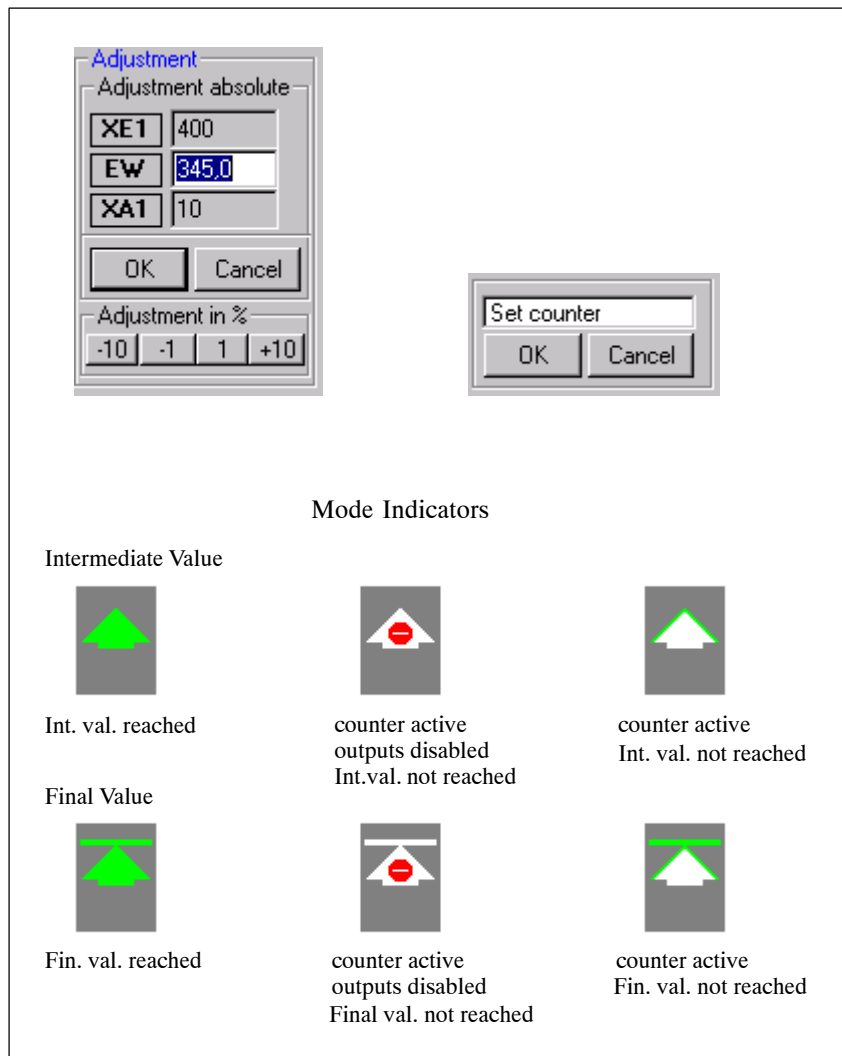 Adjustment
Adjustment absolute
XE1 400
EW 345,0
XA1 10
OK Cancel
Adjustment in %
-10 -1 1 +10
Set counter
OK Cancel
Mode Indicators
Intermediate Value
Int. val. reached
counter active
outputs disabled
Int.val. not reached
counter active
Int. val. not reached
Final Value
Fin. val. reached
counter active
outputs disabled
Final val. not reached
counter active
Fin. val. not reached